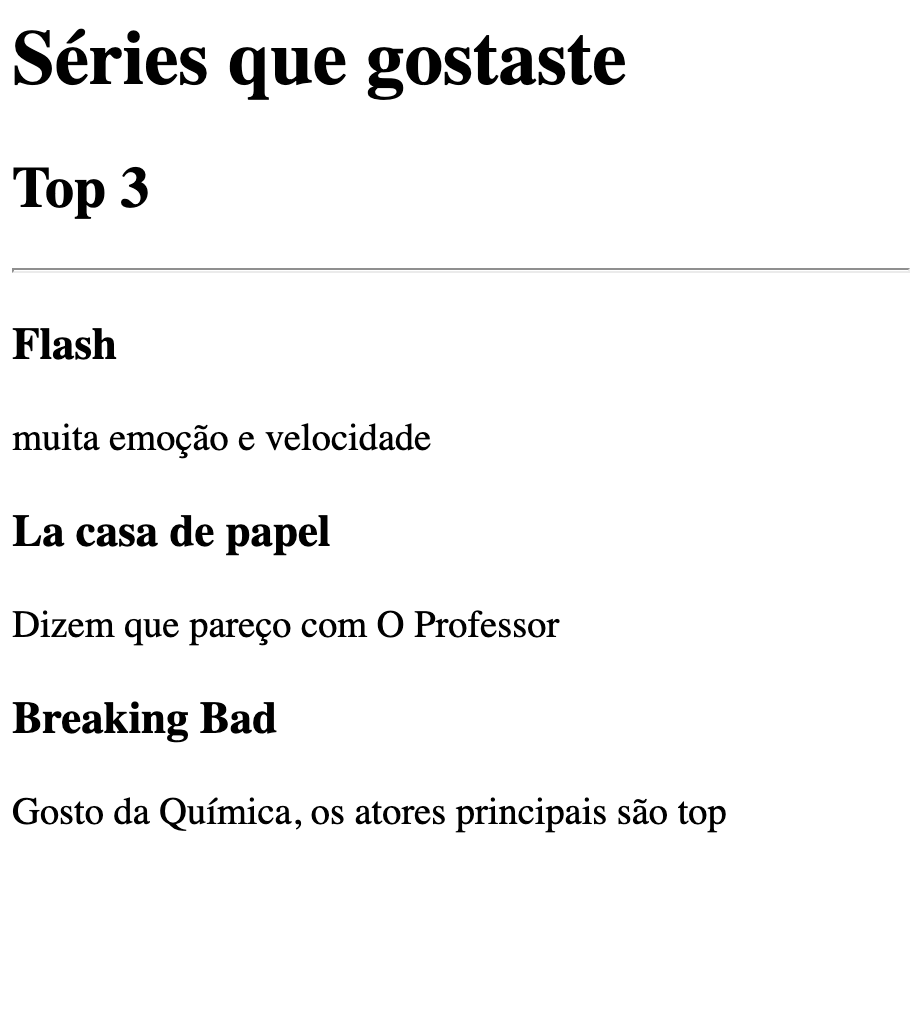 Séries que gostaste
Top 3
Flash
muita emoção e velocidade
La casa de papel
Dizem que pareço com O Professor
Breaking Bad
Gosto da Química, os atores principais são top